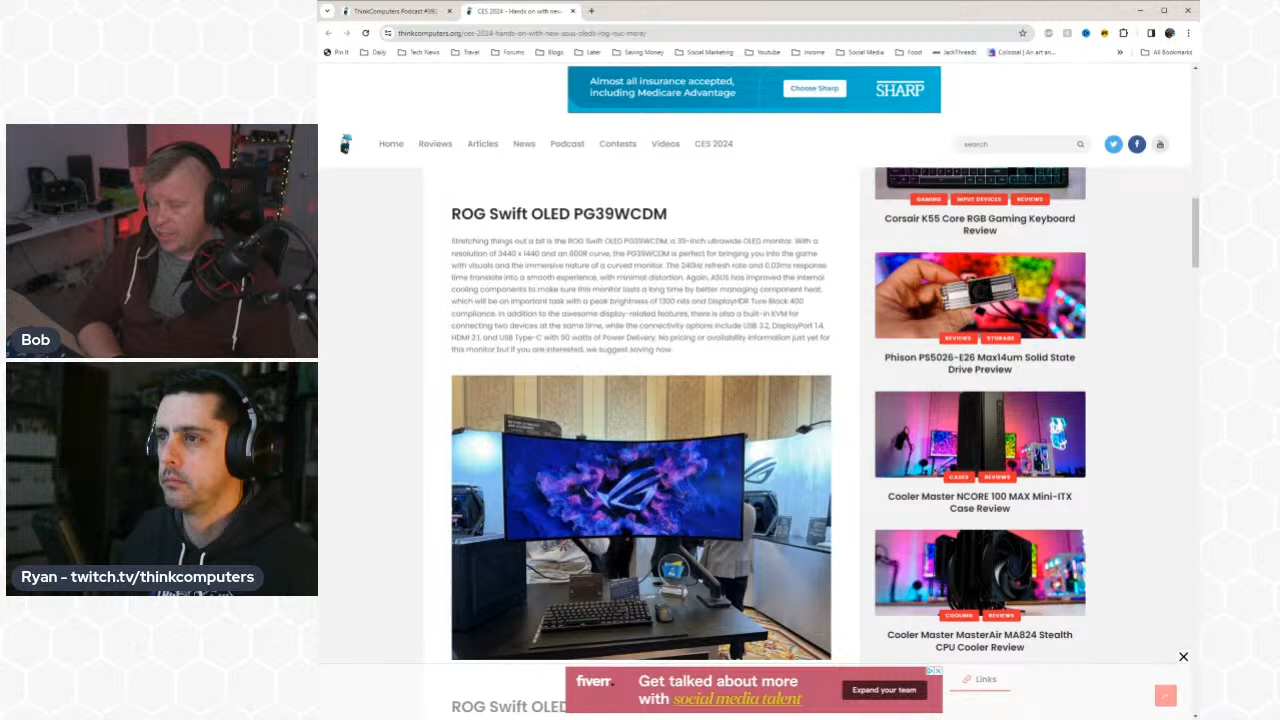 ThinkComputers Podcast #392
CES 2024 - Hands on with new
thinkcomputers.org/ces-2024-hands-on-with-new-asus-oleds-rog-nuc-more/
Pin It
Daily
Tech News
Travel
Forums
Blogs
Later
Saving Money
Social Marketing
Youtube
Income
Social Media
Food
JackThreads
Colossal | An art an...
»
All Bookmarks
Almost all insurance accepted,
including Medicare Advantage
Choose Sharp
SHARP
Home
Reviews
Articles
News
Podcast
Contests
Videos
CES 2024
search
ROG Swift OLED PG39WCDM
Stretching things out a bit is the ROG Swift OLED PG39WCDM, a 39-inch ultrawide OLED monitor. With a
resolution of 3440 x 1440 and an 800R curve, the PG39WCDM is perfect for bringing you into the game
with visuals and the immersive nature of a curved monitor. The 240Hz refresh rate and 0.03ms response
time translate into a smooth experience, with minimal distortion. Again, ASUS has improved the internal
cooling components to make sure this monitor lasts a long time by better managing component heat,
which will be an important task with a peak brightness of 1300 nits and DisplayHDR Ture Black 400
compliance. In addition to the awesome display-related features, there is also a built-in KVM for
connecting two devices at the same time, while the connectivity options include USB 3.2, DisplayPort 1.4,
HDMI 2.1, and USB Type-C with 90 watts of Power Delivery. No pricing or availability information just yet for
this monitor but if you are interested, we suggest saving now.
GAMING
INPUT DEVICES
REVIEWS
Corsair K55 Core RGB Gaming Keyboard
Review
REVIEWS
STORAGE
Phison PS5026-E26 Max14um Solid State
Drive Preview
CASES
REVIEWS
Cooler Master NCORE 100 MAX Mini-ITX
Case Review
COOLING
REVIEWS
Cooler Master MasterAir MA824 Stealth
CPU Cooler Review
Links
ROG Swift OLED
fiverr.
Get talked about more
with social media talent
Expand your team
Bob
Ryan - twitch.tv/thinkcomputers